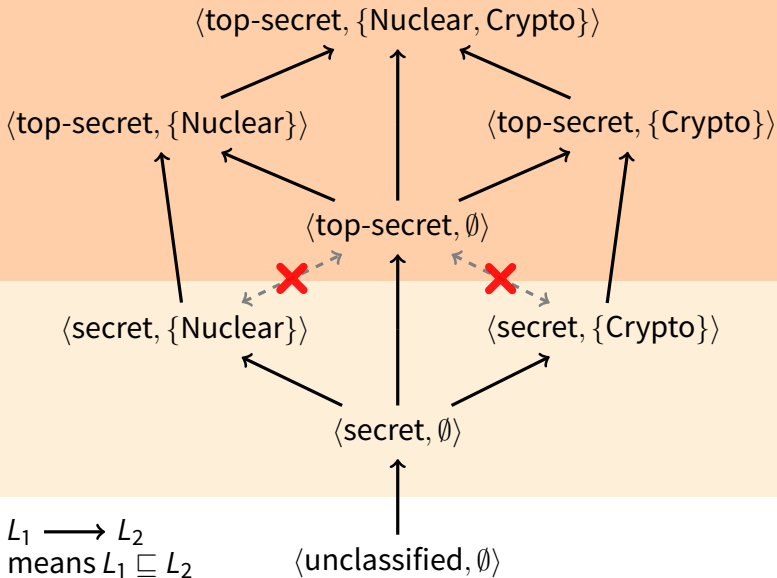 ⟨top-secret, {Nuclear, Crypto}⟩
⟨top-secret, {Nuclear}⟩
⟨top-secret, {Crypto}⟩
⟨top-secret, ∅⟩
⟨secret, {Nuclear}⟩
⟨secret, {Crypto}⟩
⟨secret, ∅⟩
L₁ ⟶ L₂
means L₁ ⊑ L₂
⟨unclassified, ∅⟩